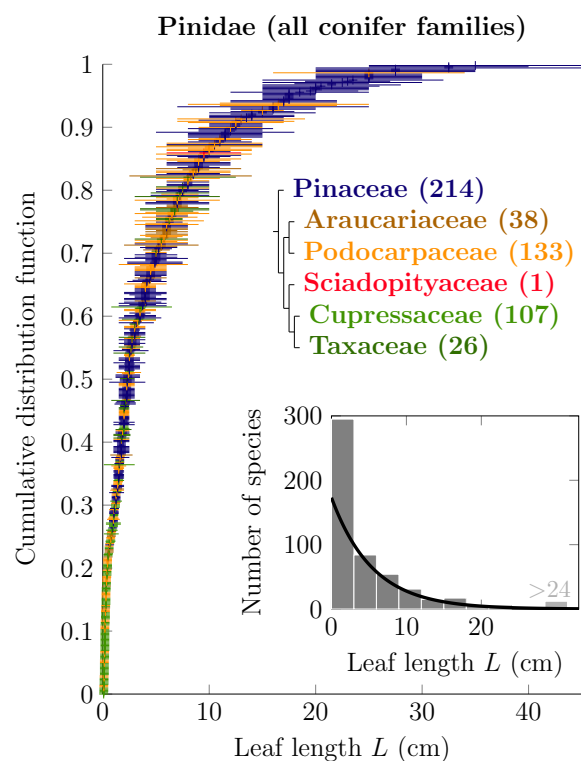 Pinidae (all conifer families)
Cumulative distribution function
1
0.9
0.8
0.7
0.6
0.5
0.4
0.3
0.2
0.1
0
0
10
20
30
40
Leaf length L (cm)
Pinaceae (214)
Araucariaceae (38)
Podocarpaceae (133)
Sciadopityaceae (1)
Cupressaceae (107)
Taxaceae (26)
Number of species
300
200
100
0
>24
0
10
20
Leaf length L (cm)